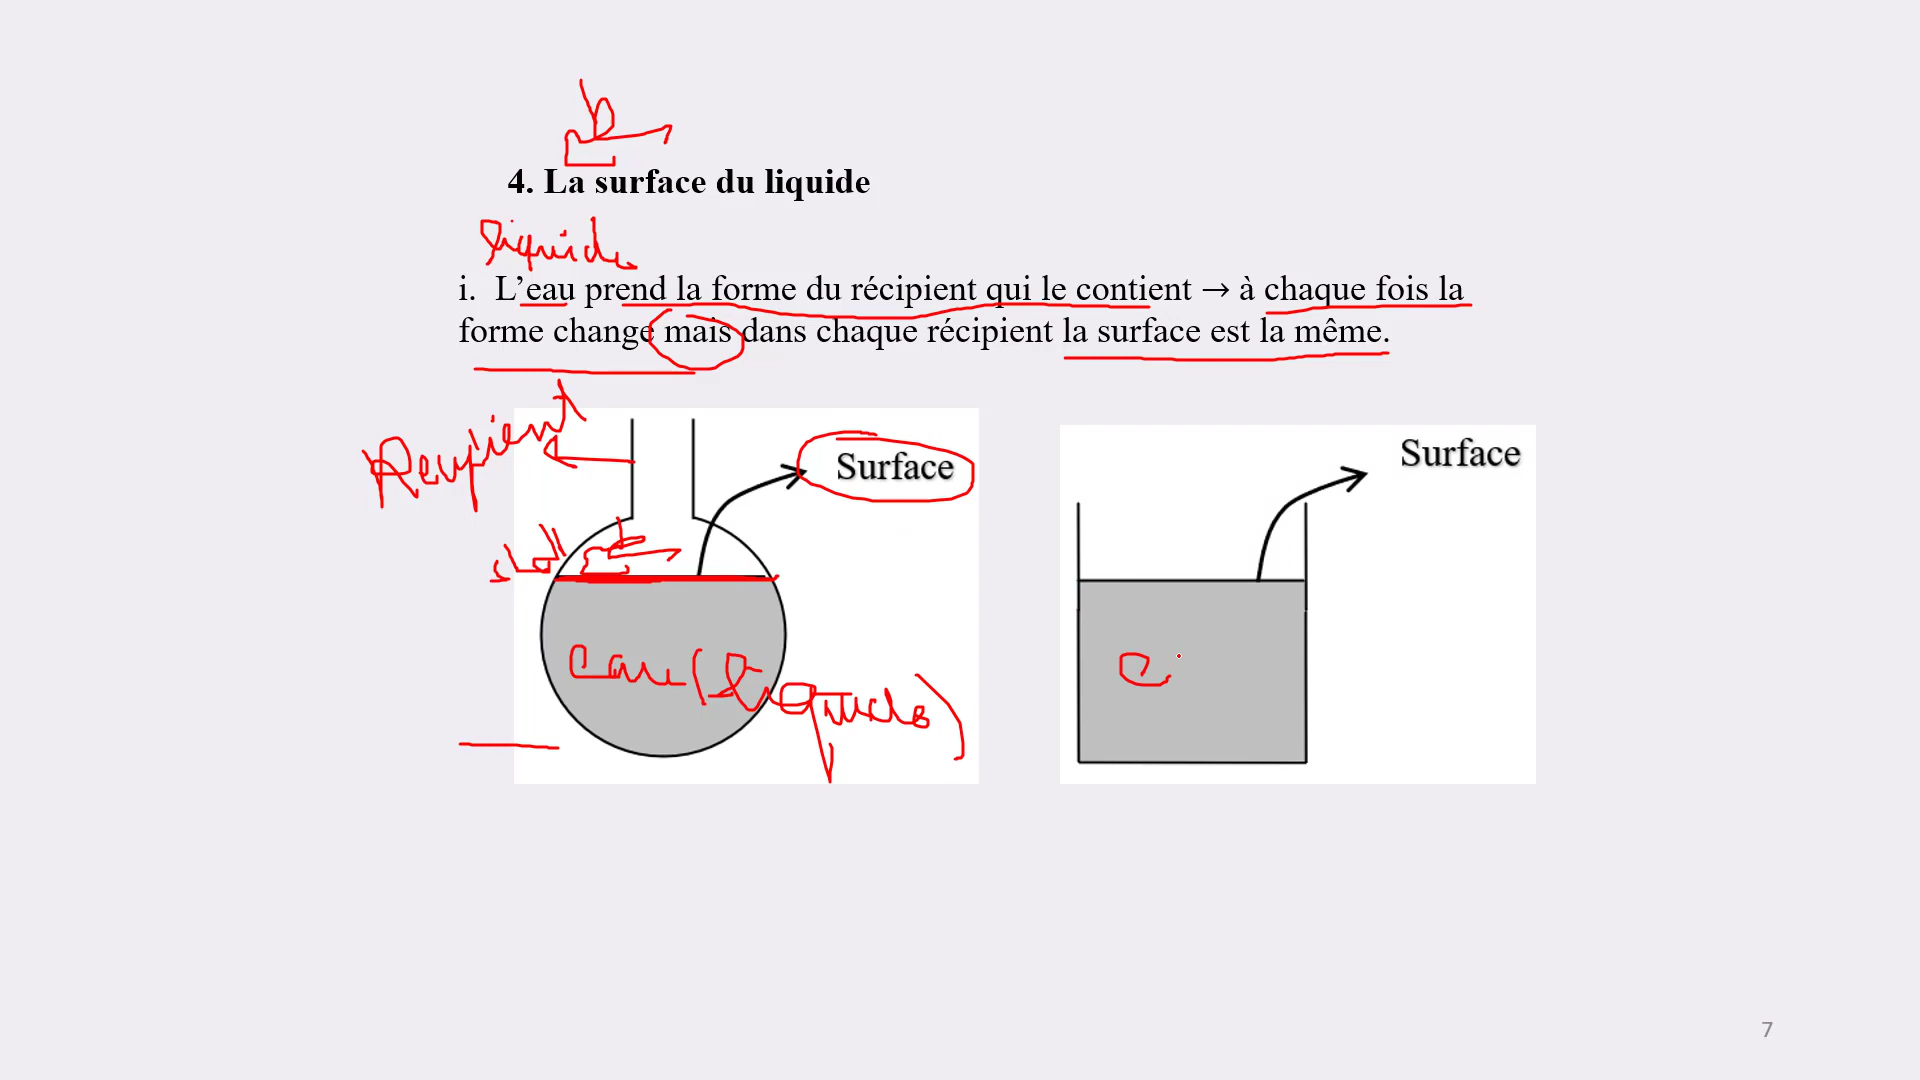 4. La surface du liquide
liquide
i. L’eau prend la forme du récipient qui le contient → à chaque fois la
forme change mais dans chaque récipient la surface est la même.
Recipient
Surface
Surface
eau (liquide)
7